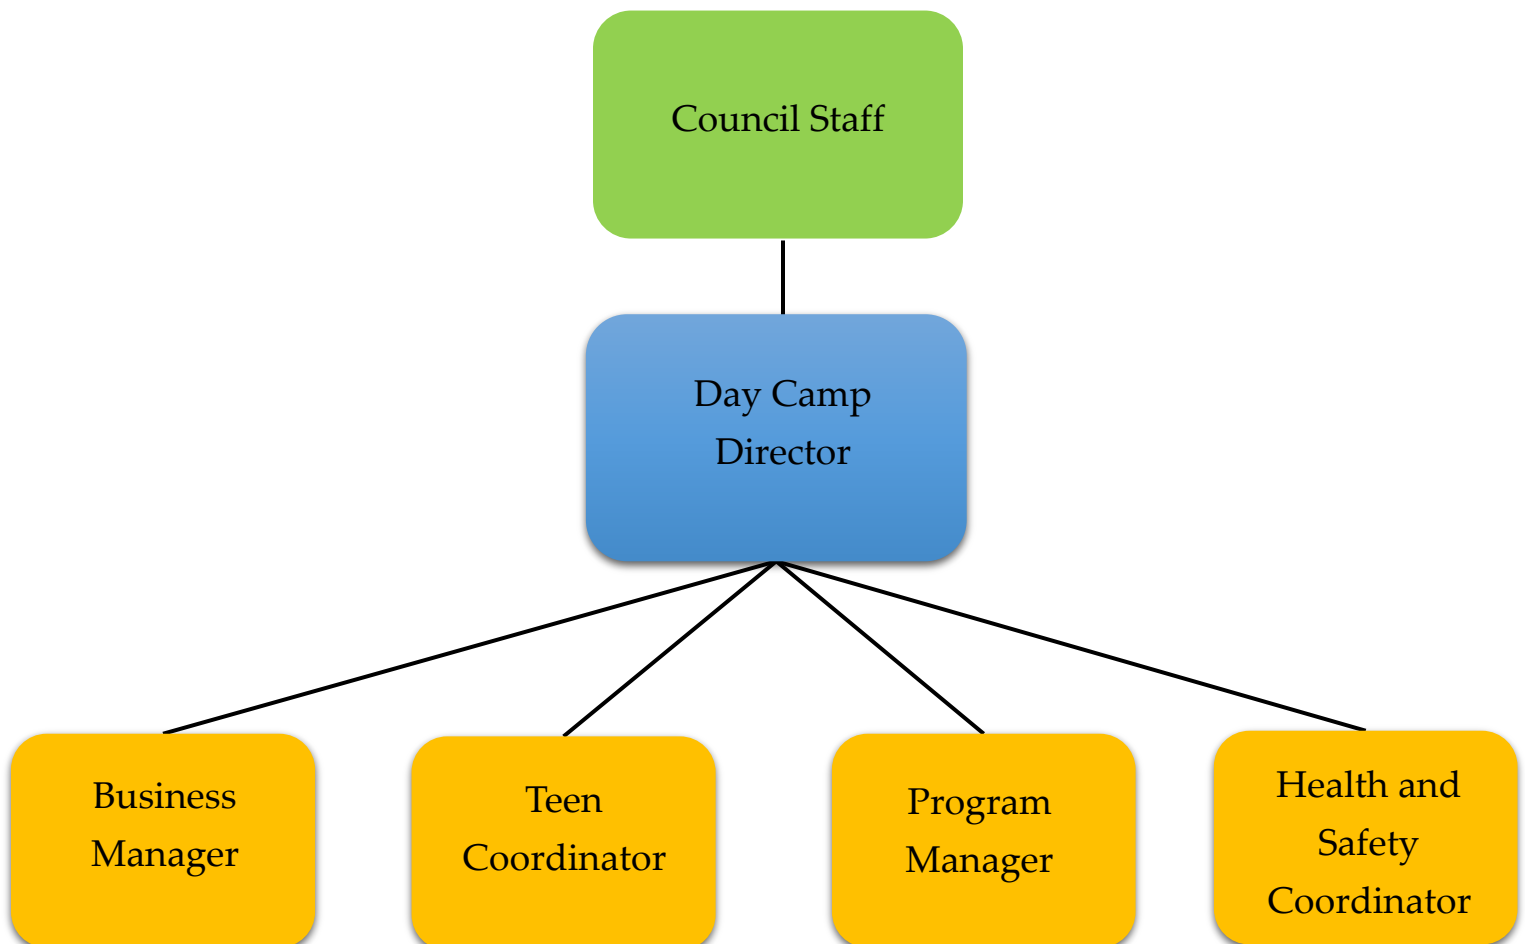 Council Staff
Day Camp
Director
Business
Manager
Teen
Coordinator
Program
Manager
Health and
Safety
Coordinator